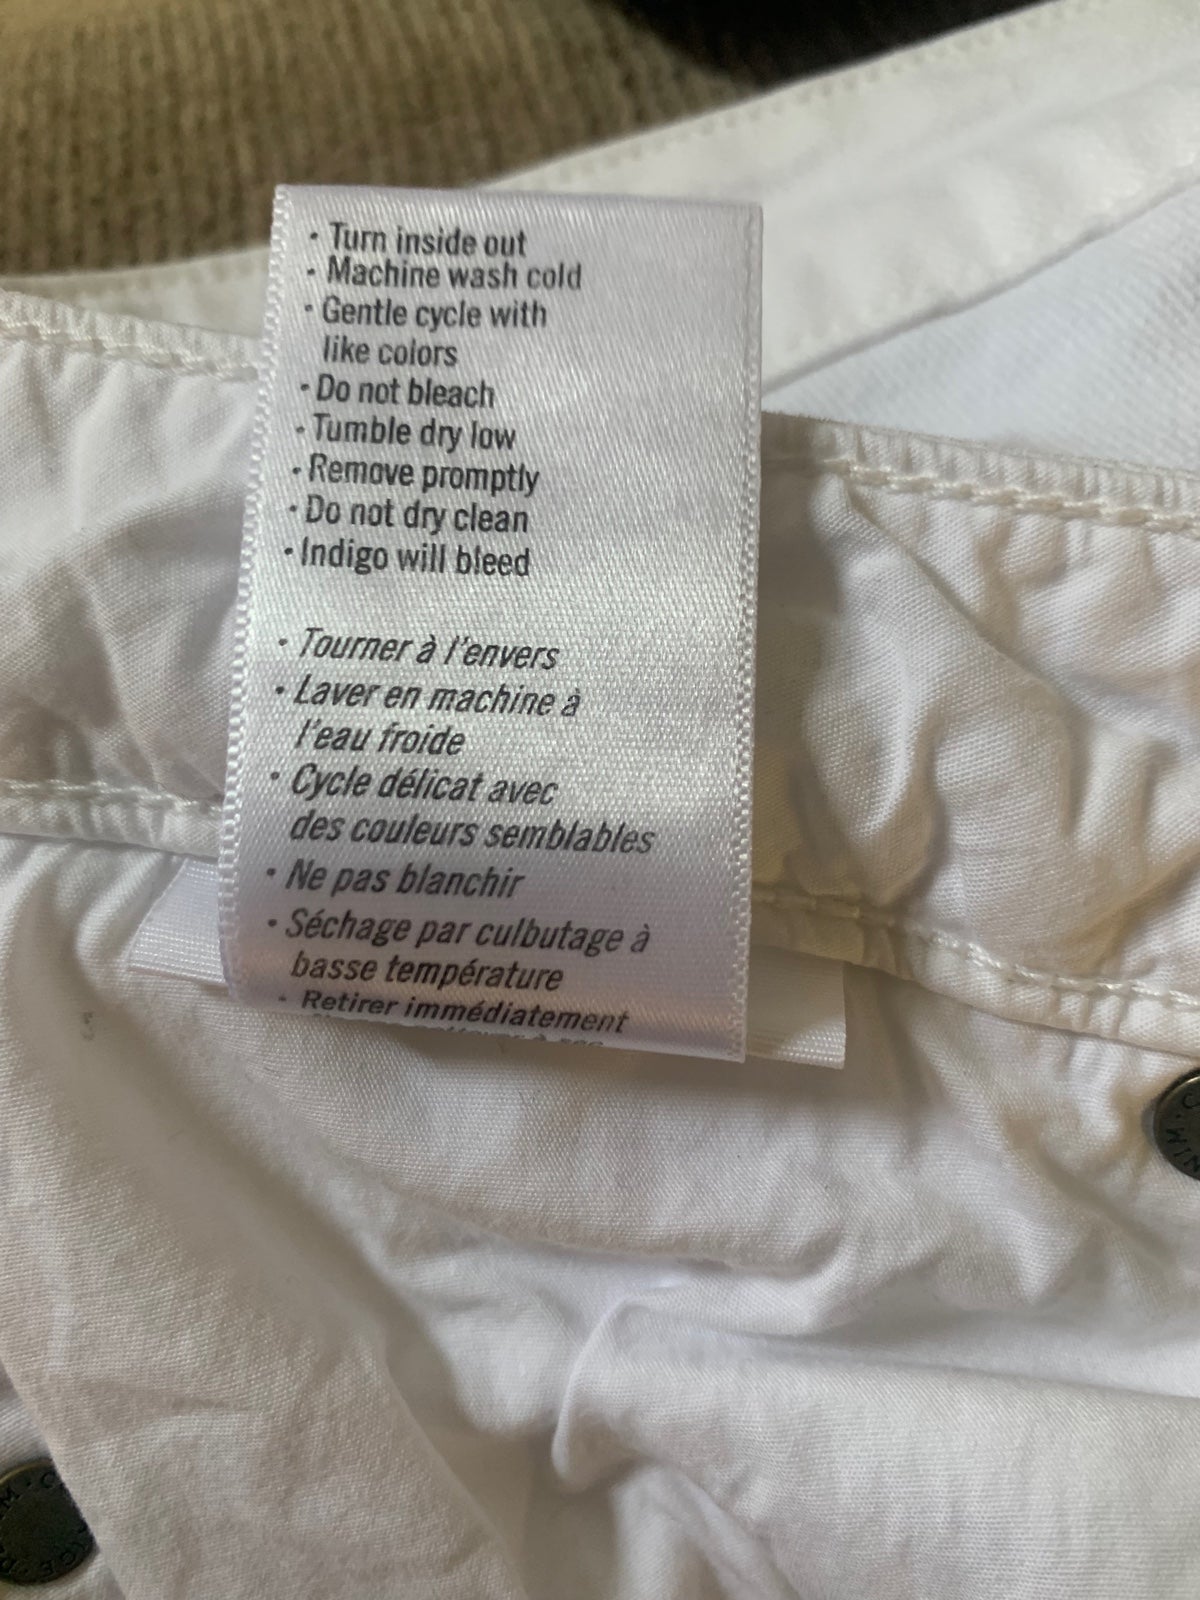 · Turn inside out
· Machine wash cold
· Gentle cycle with
like colors
· Do not bleach
· Tumble dry low
· Remove promptly
· Do not dry clean
· Indigo will bleed
· Tourner à l'envers
· Laver en machine à
l'eau froide
· Cycle délicat avec
des couleurs semblables
· Ne pas blanchir
· Séchage par culbutage à
basse température
· Retirer immédiatement